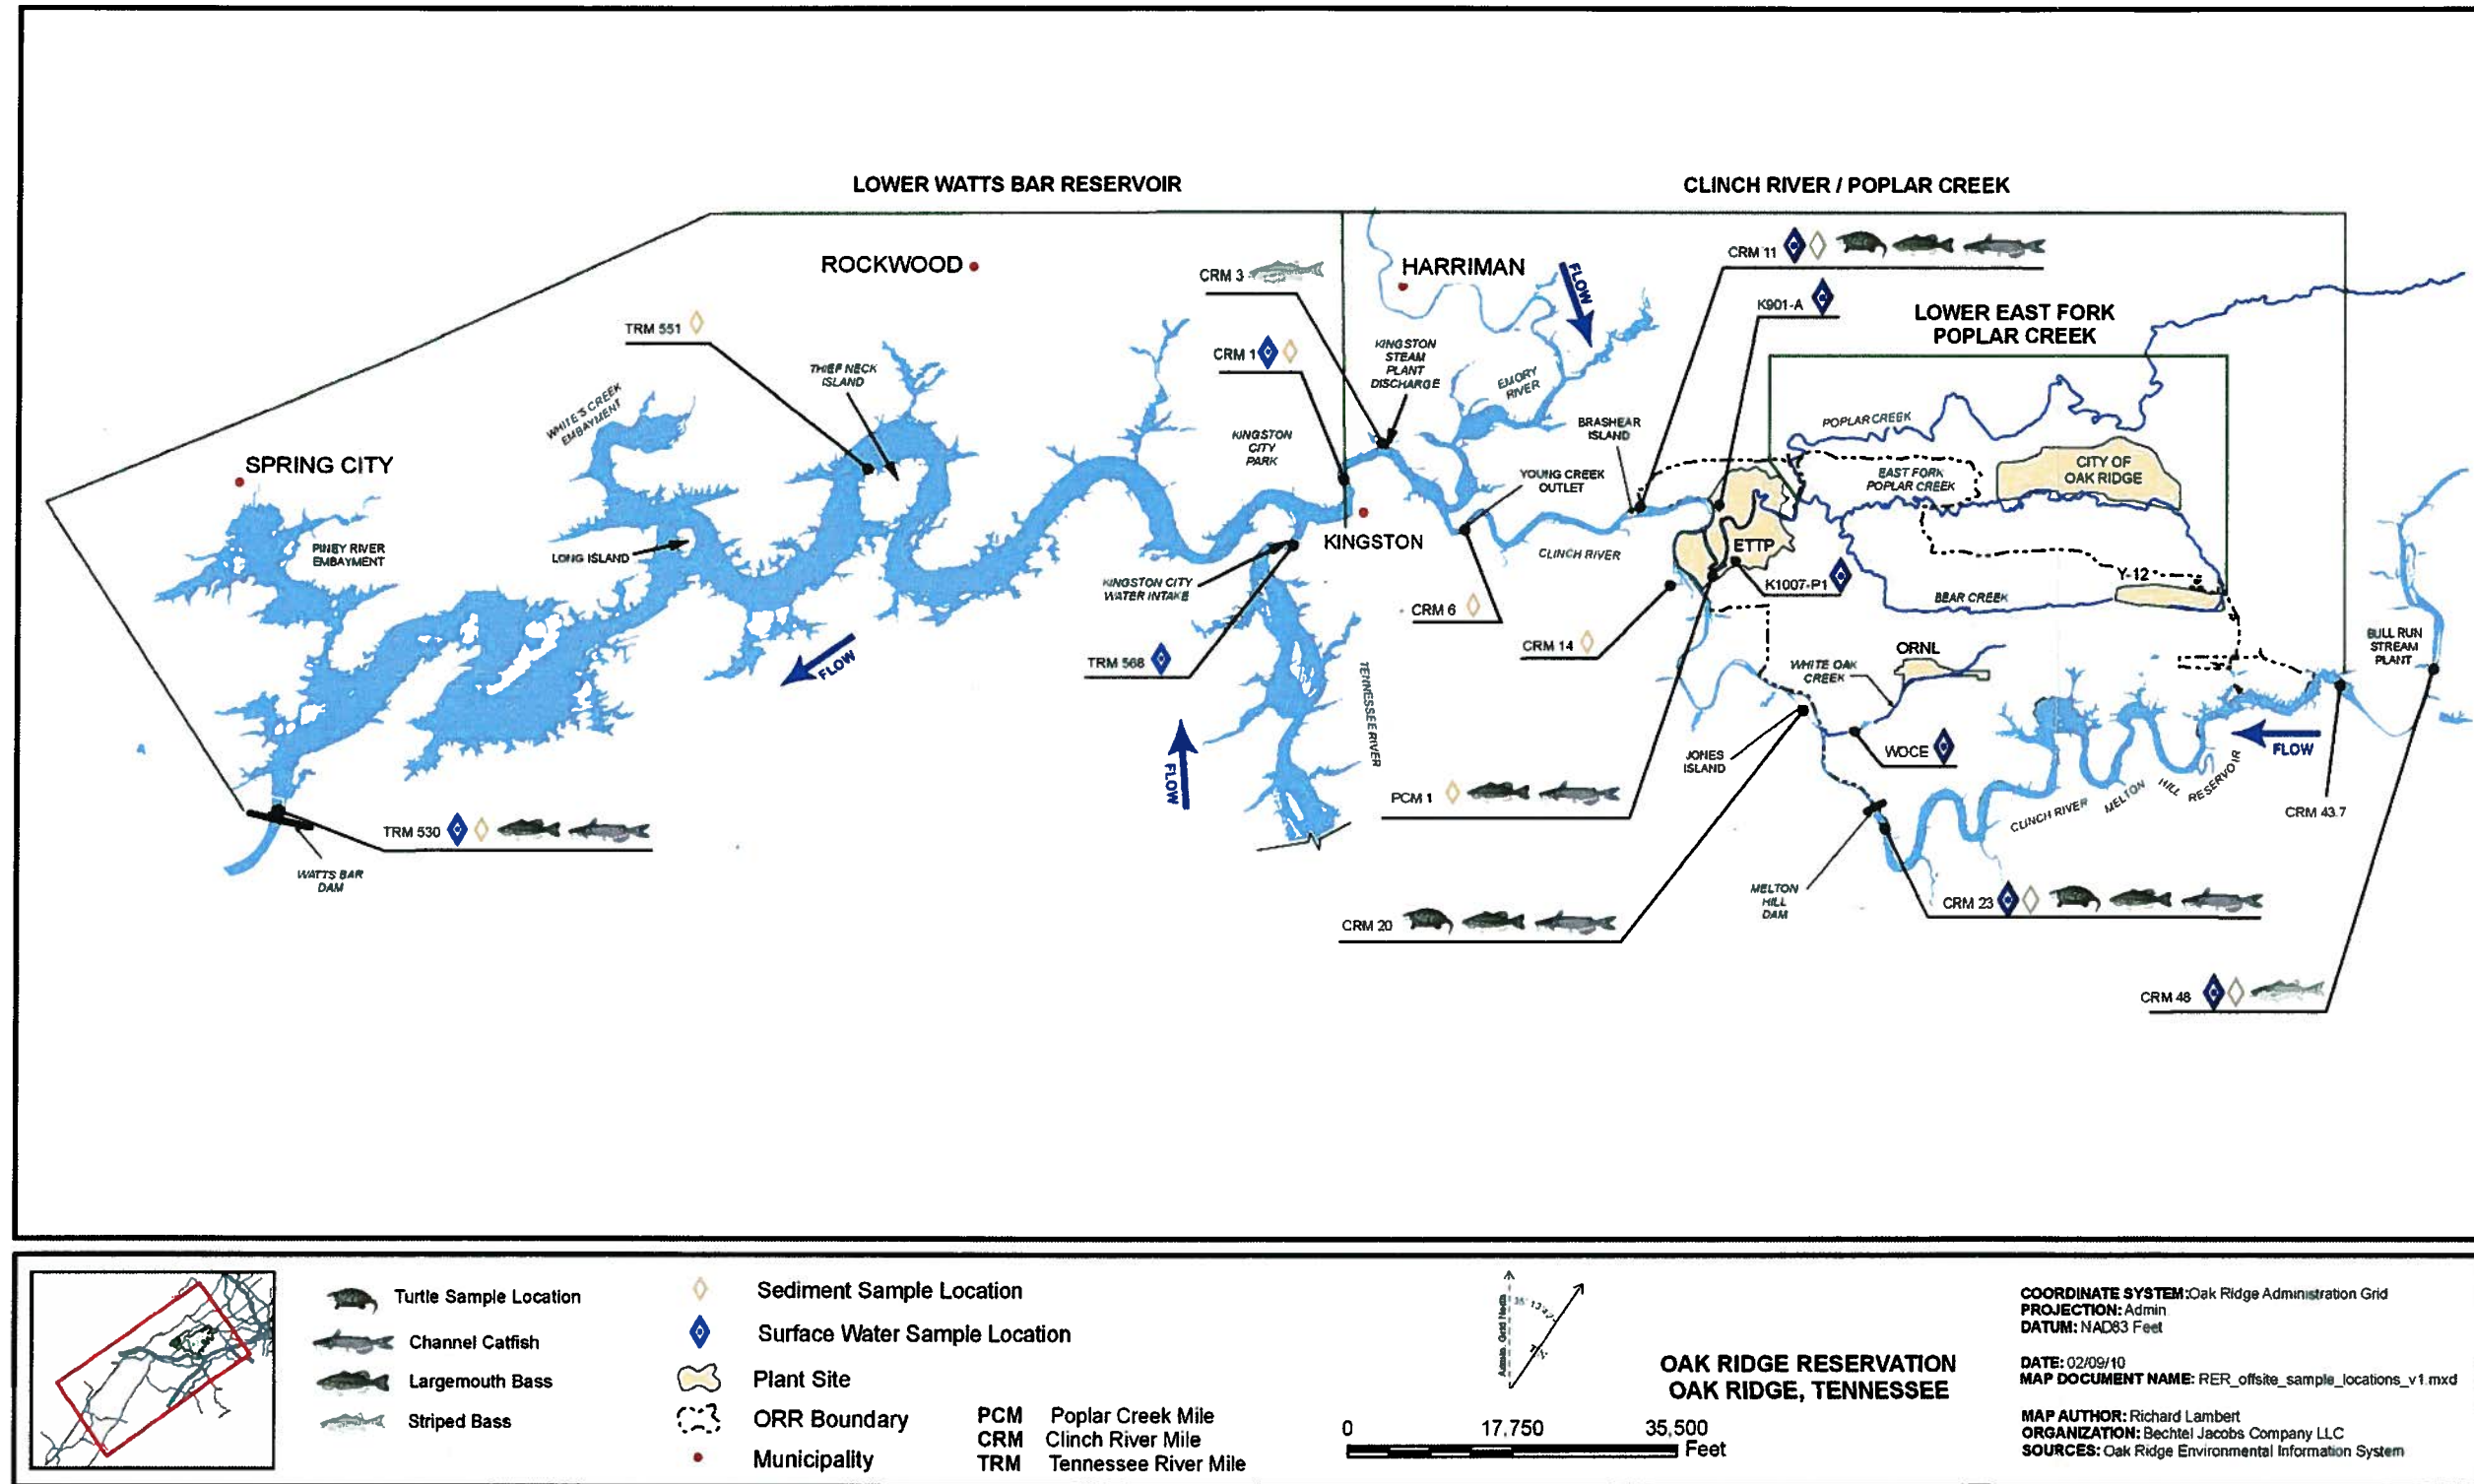 LOWER WATTS BAR RESERVOIR
CLINCH RIVER / POPLAR CREEK
ROCKWOOD
CRM 3
HARRIMAN
FLOW
CRM 11
K901-A
LOWER EAST FORK
POPLAR CREEK
TRM 551
CRM 1
KINGSTON
STEAM
PLANT
DISCHARGE
THIEF NECK
ISLAND
EMORY
RIVER
WHITE'S CREEK
EMBAYMENT
BRASHEAR
ISLAND
POPLAR CREEK
KINGSTON
CITY
PARK
SPRING CITY
YOUNG CREEK
OUTLET
EAST FORK
POPLAR CREEK
CITY OF
OAK RIDGE
PINEY RIVER
EMBAYMENT
LONG ISLAND
KINGSTON
CLINCH RIVER
ETTP
KINGSTON CITY
WATER INTAKE
K1007-P1
Y-12
BEAR CREEK
CRM 6
CRM 14
BULL RUN
STREAM
PLANT
FLOW
TRM 568
TENNESSEE RIVER
WHITE OAK
CREEK
ORNL
JONES
ISLAND
WOCE
FLOW
FLOW
PCM 1
CLINCH RIVER
MELTON HILL RESERVOIR
CRM 43.7
TRM 530
WATTS BAR
DAM
MELTON
HILL
DAM
CRM 23
CRM 20
CRM 48
Turtle Sample Location
Channel Catfish
Largemouth Bass
Striped Bass
Sediment Sample Location
Surface Water Sample Location
Plant Site
ORR Boundary
Municipality
PCM Poplar Creek Mile
CRM Clinch River Mile
TRM Tennessee River Mile
Admin. Grid North
0 17,750 35,500
Feet
OAK RIDGE RESERVATION
OAK RIDGE, TENNESSEE
COORDINATE SYSTEM:Oak Ridge Administration Grid
PROJECTION: Admin
DATUM: NAD83 Feet
DATE: 02/09/10
MAP DOCUMENT NAME: RER_offsite_sample_locations_v1.mxd
MAP AUTHOR: Richard Lambert
ORGANIZATION: Bechtel Jacobs Company LLC
SOURCES: Oak Ridge Environmental Information System